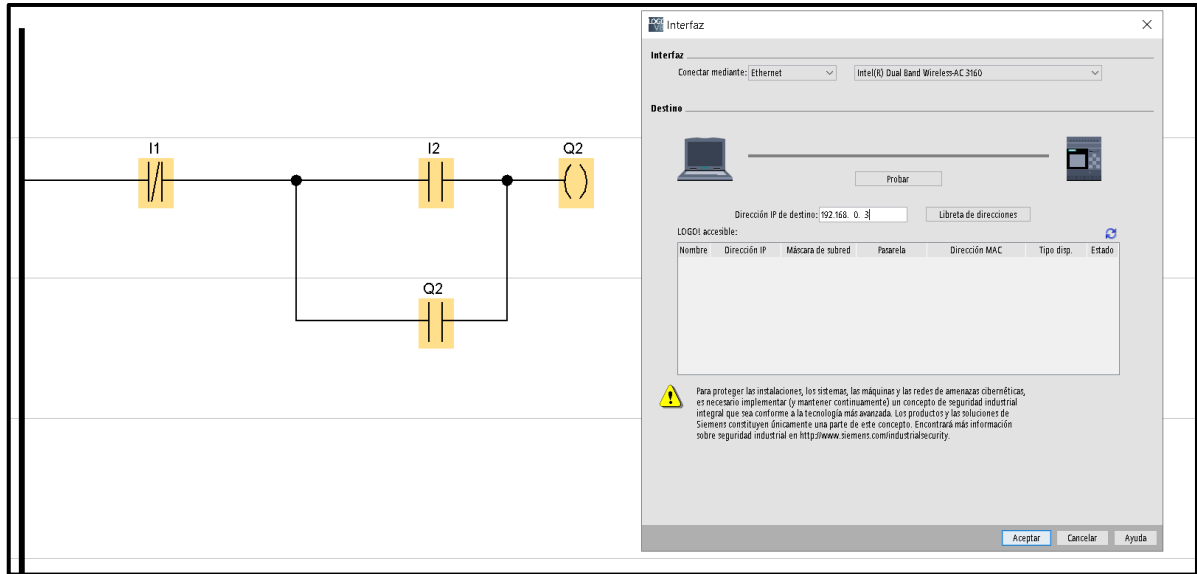 I1
I2
Q2
Q2
Interfaz
Interfaz
Conectar mediante: Ethernet Intel(R) Dual Band Wireless-AC 3160
Destino
Probar
Dirección IP de destino: 192.168. 0. 3 Libreta de direcciones
LOGO! accesible:
Nombre Dirección IP Máscara de subred Pasarela Dirección MAC Tipo disp. Estado
Para proteger las instalaciones, los sistemas, las máquinas y las redes de amenazas cibernéticas,
es necesario implementar (y mantener continuamente) un concepto de seguridad industrial
integral que sea conforme a la tecnología más avanzada. Los productos y las soluciones de
Siemens constituyen únicamente una parte de este concepto. Encontrará más información
sobre seguridad industrial en http://www.siemens.com/industrialsecurity.
Aceptar Cancelar Ayuda